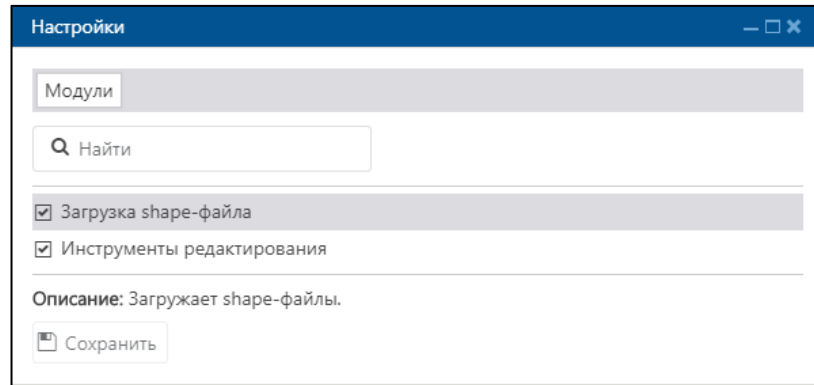 Настройки
Модули
Найти
Загрузка shape-файла
Инструменты редактирования
Описание: Загружает shape-файлы.
Сохранить